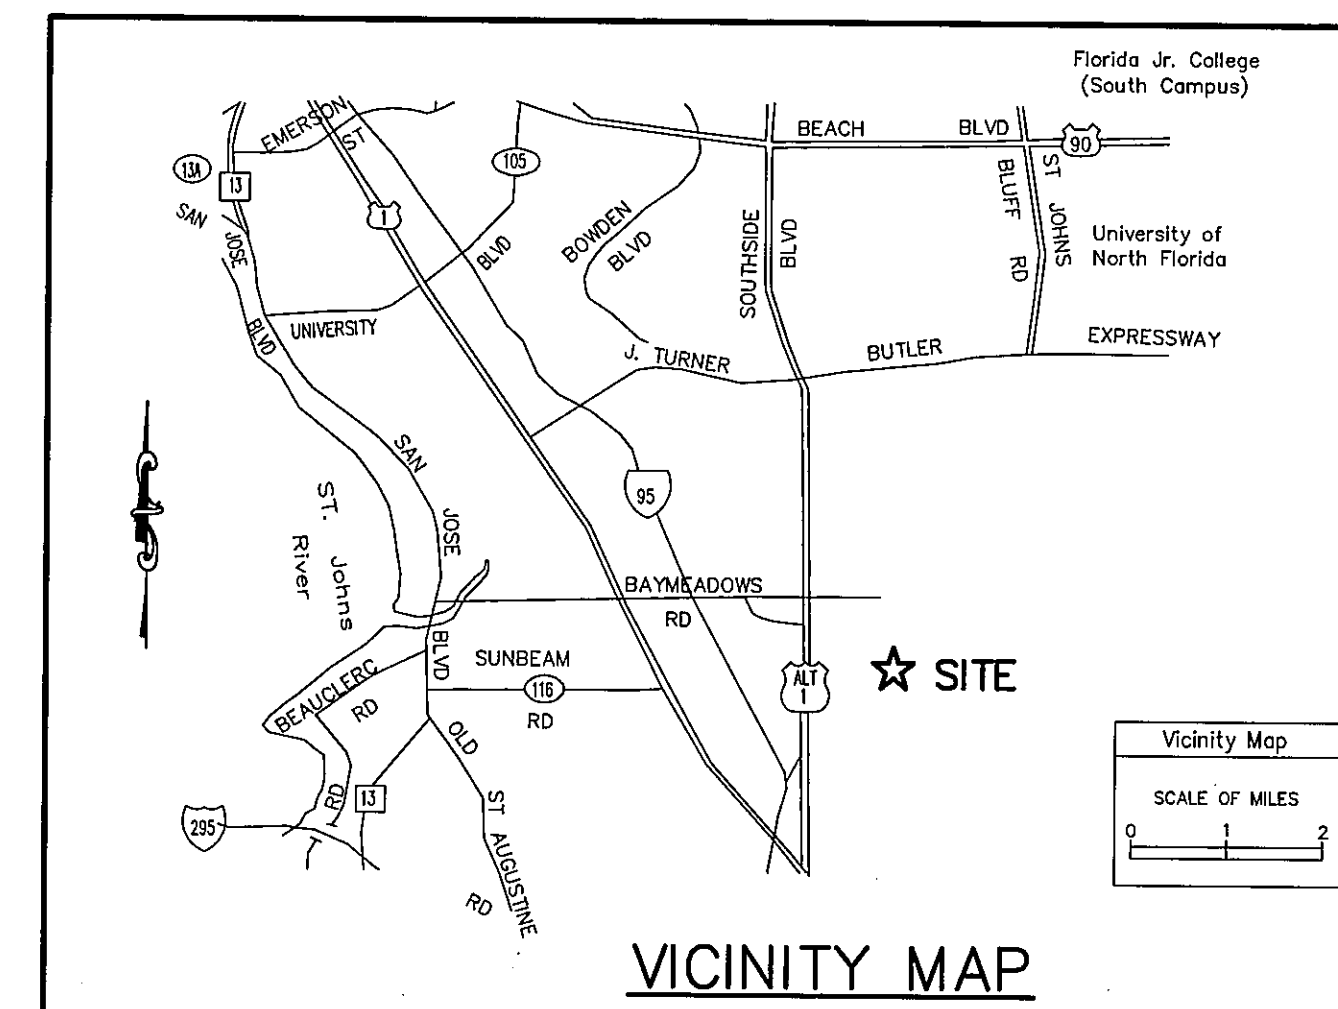 Florida Jr. College
(South Campus)
EMERSON
ST
BEACH
BLVD
90
13A
13
105
1
SAN
JOSE
BLVD
BLVD
BOWDEN
BLVD
SOUTHSIDE
BLVD
ST JOHNS
BLUFF
RD
University of
North Florida
UNIVERSITY
J. TURNER
BUTLER
EXPRESSWAY
SAN
JOSE
BLVD
95
ST. Johns
River
BAYMEADOWS
RD
SUNBEAM
116
RD
ALT
1
SITE
BEAUCLERC
RD
RD
OLD
ST AUGUSTINE
RD
13
295
Vicinity Map
SCALE OF MILES
0 1 2
VICINITY MAP